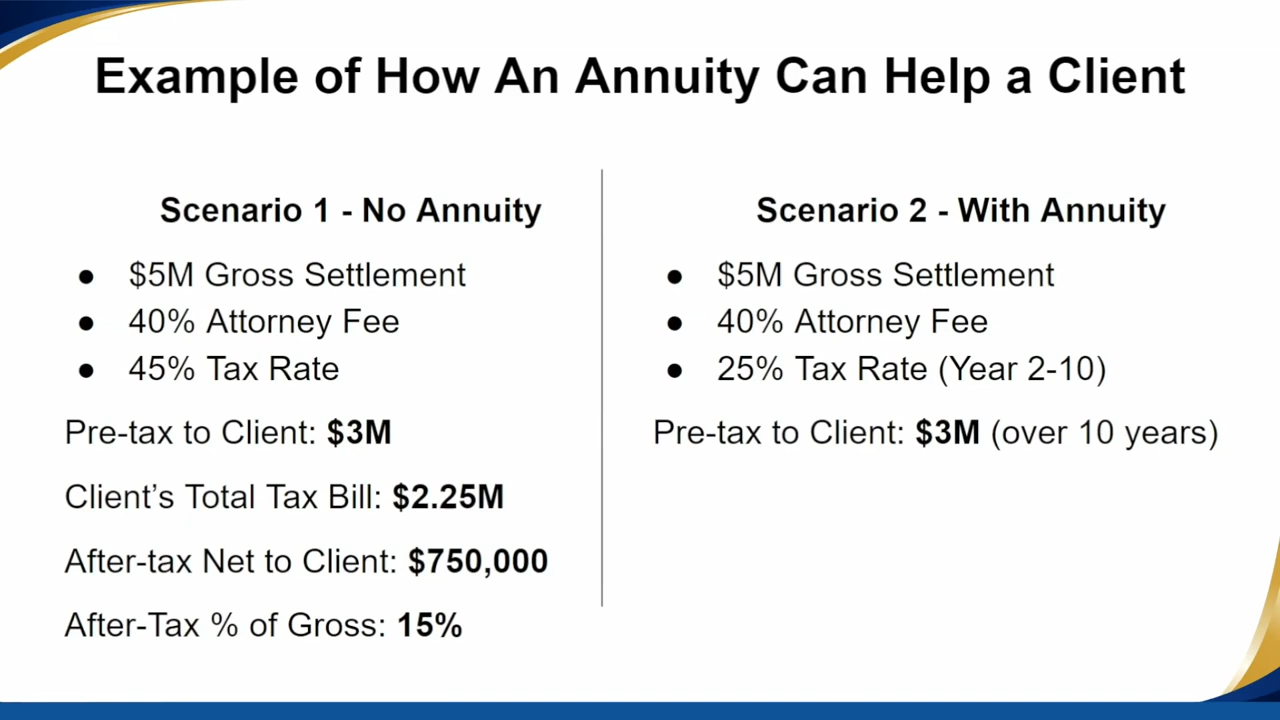 Example of How An Annuity Can Help a Client
Scenario 1 - No Annuity
● $5M Gross Settlement
● 40% Attorney Fee
● 45% Tax Rate
Pre-tax to Client: $3M
Client’s Total Tax Bill: $2.25M
After-tax Net to Client: $750,000
After-Tax % of Gross: 15%
Scenario 2 - With Annuity
● $5M Gross Settlement
● 40% Attorney Fee
● 25% Tax Rate (Year 2-10)
Pre-tax to Client: $3M (over 10 years)